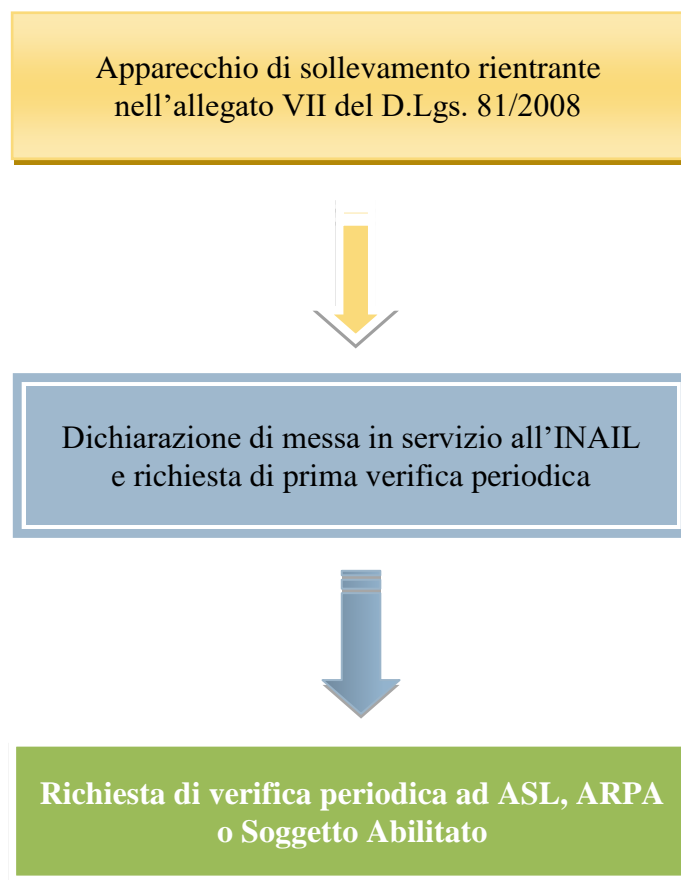 Apparecchio di sollevamento rientrante
nell’allegato VII del D.Lgs. 81/2008
Dichiarazione di messa in servizio all’INAIL
e richiesta di prima verifica periodica
Richiesta di verifica periodica ad ASL, ARPA
o Soggetto Abilitato